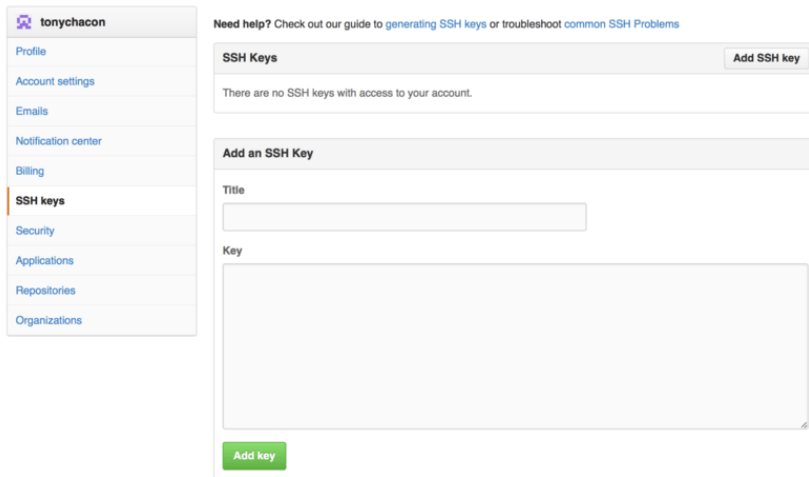 tonychacon
Profile
Account settings
Emails
Notification center
Billing
SSH keys
Security
Applications
Repositories
Organizations
Need help? Check out our guide to generating SSH keys or troubleshoot common SSH Problems
SSH Keys
Add SSH key
There are no SSH keys with access to your account.
Add an SSH Key
Title
Key
Add key